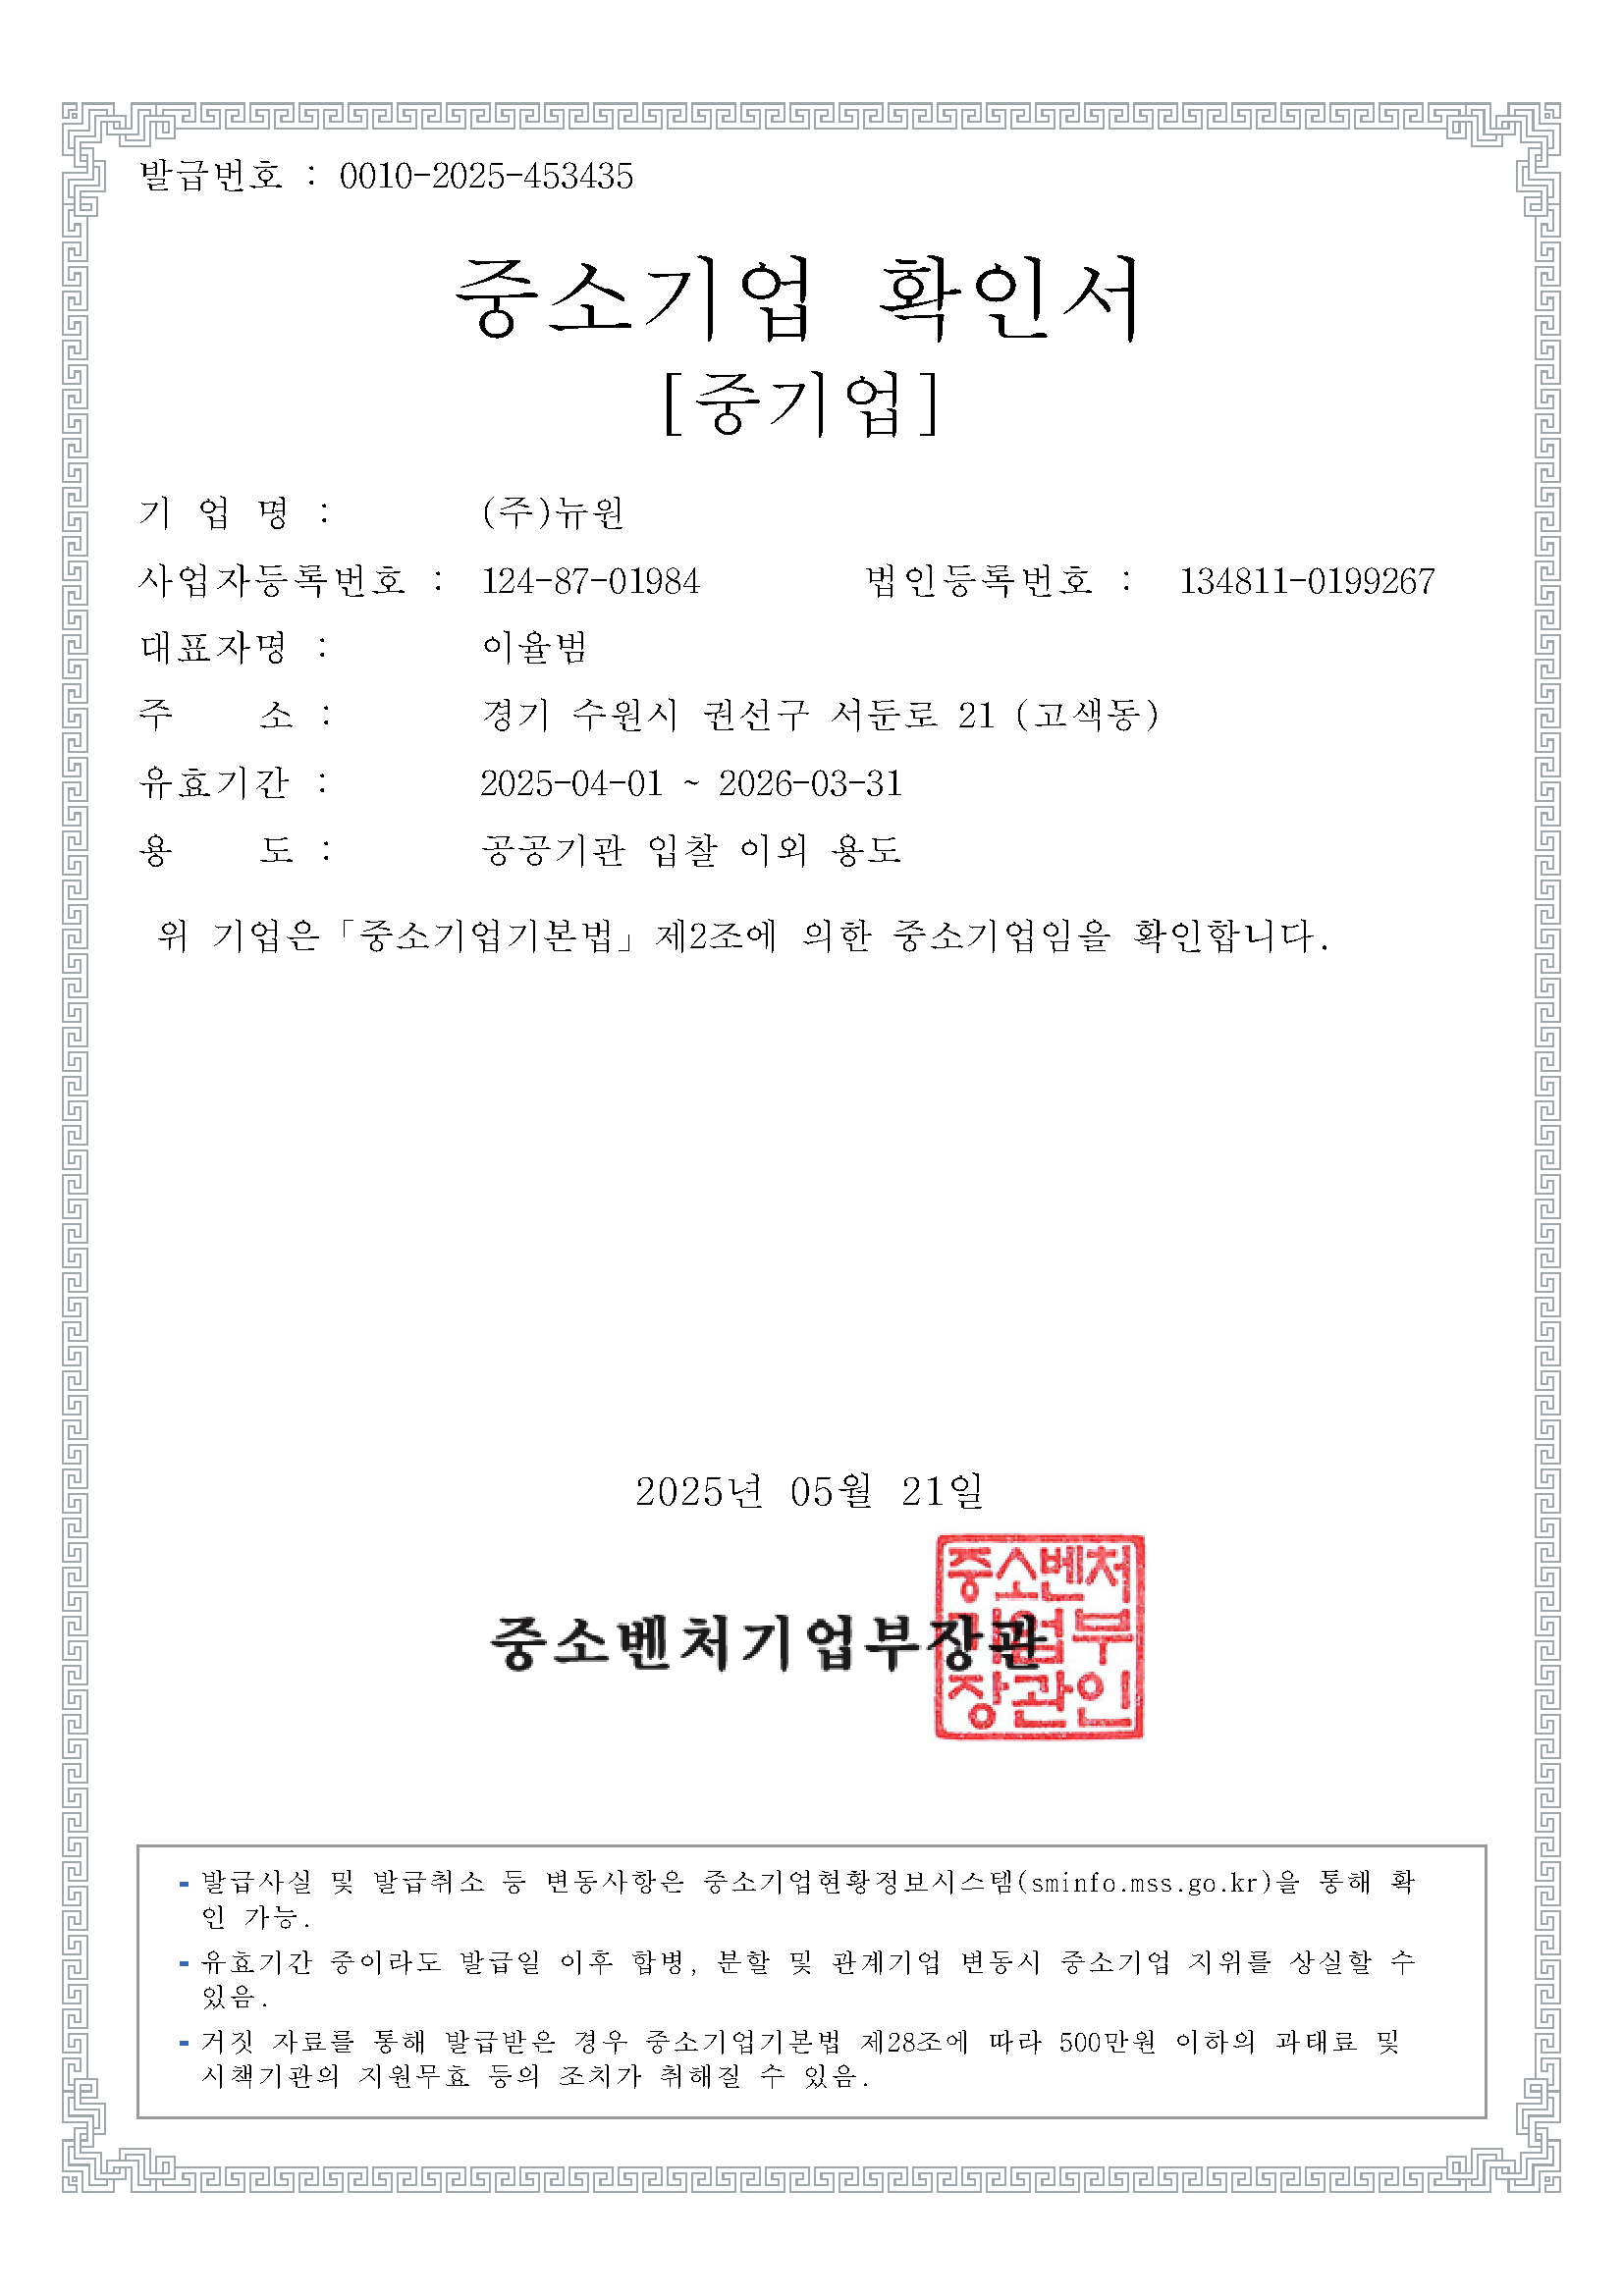 발급번호 : 0010-2025-453435
중소기업 확인서
[중기업]
기 업 명 : (주)뉴원
사업자등록번호 : 124-87-01984 법인등록번호 : 134811-0199267
대표자명 : 이율범
주 소 : 경기 수원시 권선구 서둔로 21 (고색동)
유효기간 : 2025-04-01 ~ 2026-03-31
용 도 : 공공기관 입찰 이외 용도
위 기업은「중소기업기본법」제2조에 의한 중소기업임을 확인합니다.
2025년 05월 21일
중소벤처기업부장관
중소벤처
기업부
장관인
- 발급사실 및 발급취소 등 변동사항은 중소기업현황정보시스템(sminfo.mss.go.kr)을 통해 확
인 가능.
- 유효기간 중이라도 발급일 이후 합병, 분할 및 관계기업 변동시 중소기업 지위를 상실할 수
있음.
- 거짓 자료를 통해 발급받은 경우 중소기업기본법 제28조에 따라 500만원 이하의 과태료 및
시책기관의 지원무효 등의 조치가 취해질 수 있음.